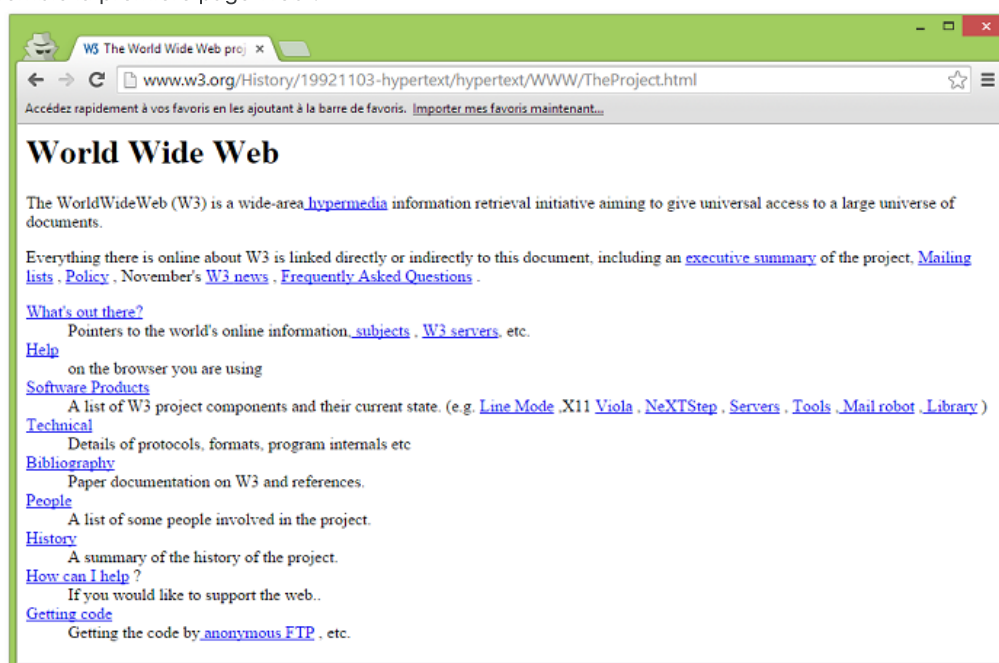 W3 The World Wide Web proj
www.w3.org/History/19921103-hypertext/hypertext/WWW/TheProject.html
Accédez rapidement à vos favoris en les ajoutant à la barre de favoris. Importer mes favoris maintenant...
World Wide Web
The WorldWideWeb (W3) is a wide-area hypermedia information retrieval initiative aiming to give universal access to a large universe of
documents.
Everything there is online about W3 is linked directly or indirectly to this document, including an executive summary of the project, Mailing
lists , Policy , November's W3 news , Frequently Asked Questions .
What's out there?
Pointers to the world's online information, subjects , W3 servers, etc.
Help
on the browser you are using
Software Products
A list of W3 project components and their current state. (e.g. Line Mode ,X11 Viola , NeXTStep , Servers , Tools , Mail robot , Library )
Technical
Details of protocols, formats, program internals etc
Bibliography
Paper documentation on W3 and references.
People
A list of some people involved in the project.
History
A summary of the history of the project.
How can I help ?
If you would like to support the web..
Getting code
Getting the code by anonymous FTP , etc.